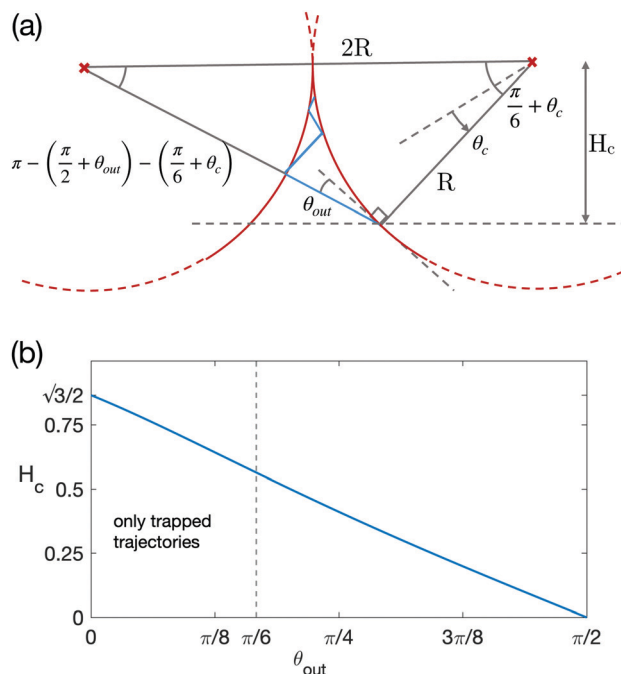 (a)
2R
π/6 + θc
θc
Hc
π − (π/2 + θout) − (π/6 + θc)
R
θout
(b)
√3/2
0.75
Hc
0.5
only trapped
trajectories
0.25
0
0 π/8 π/6 π/4 3π/8 π/2
θout